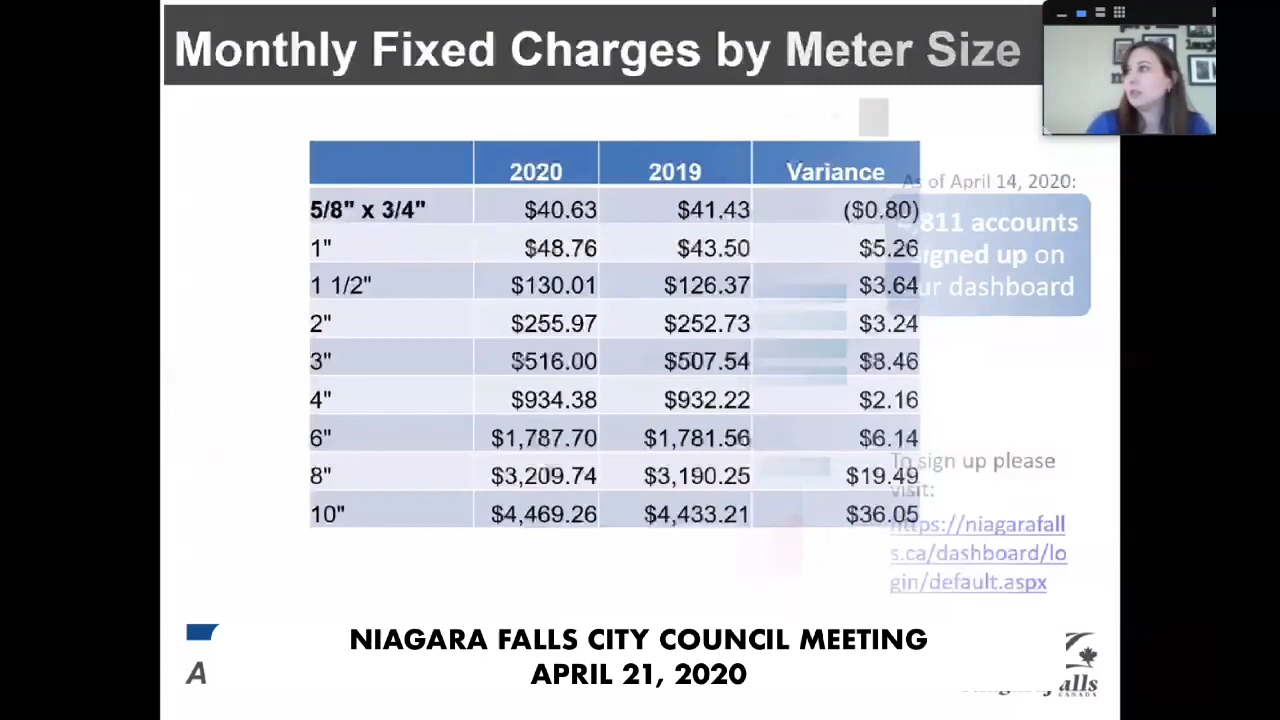 Monthly Fixed Charges by Meter Size
2020 2019 Variance
5/8" x 3/4" $40.63 $41.43 ($0.80)
1" $48.76 $43.50 $5.26
1 1/2" $130.01 $126.37 $3.64
2" $255.97 $252.73 $3.24
3" $516.00 $507.54 $8.46
4" $934.38 $932.22 $2.16
6" $1,787.70 $1,781.56 $6.14
8" $3,209.74 $3,190.25 $19.49
10" $4,469.26 $4,433.21 $36.05
As of April 14, 2020:
,811 accounts
signed up on
ur dashboard
To sign up please
visit:
https://niagarafall
s.ca/dashboard/lo
gin/default.aspx
NIAGARA FALLS CITY COUNCIL MEETING
APRIL 21, 2020
A
alls
CANADA